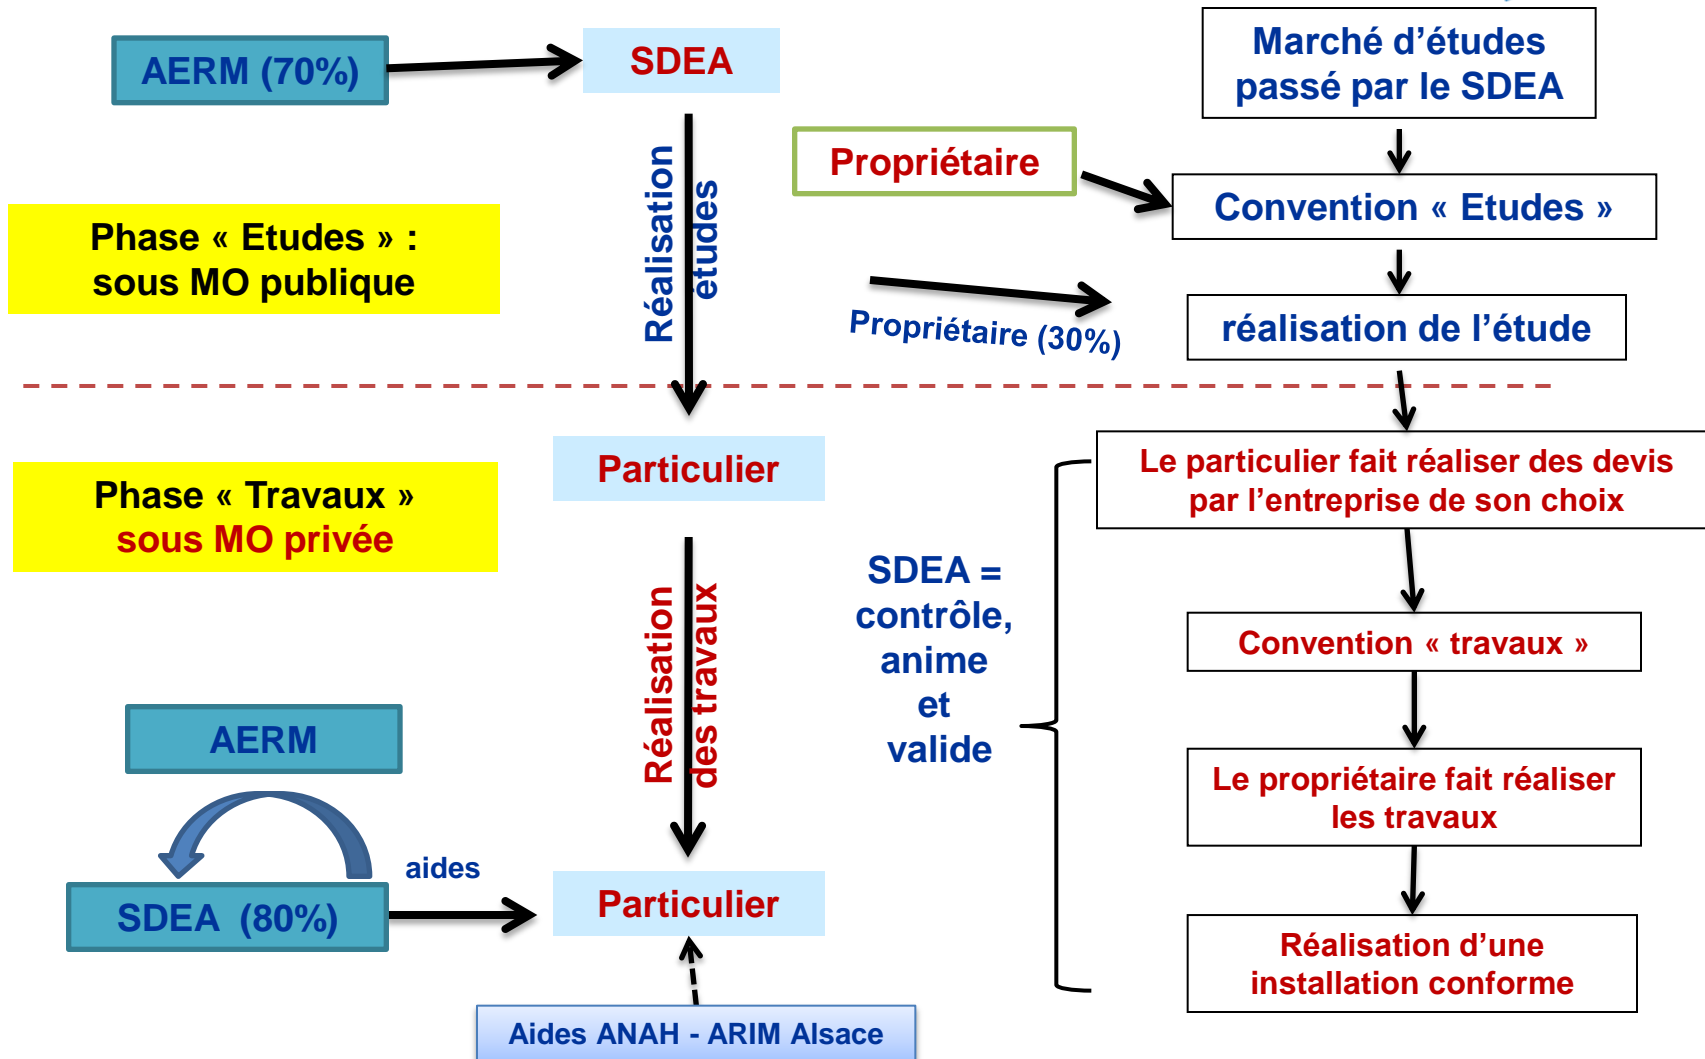 AERM (70%)
SDEA
Marché d’études
passé par le SDEA
Réalisation
études
Propriétaire
Convention « Etudes »
Phase « Etudes » :
sous MO publique
Propriétaire (30%)
réalisation de l’étude
Particulier
Le particulier fait réaliser des devis
par l’entreprise de son choix
Phase « Travaux »
sous MO privée
Réalisation
des travaux
SDEA =
contrôle,
anime
et
valide
Convention « travaux »
AERM
Le propriétaire fait réaliser
les travaux
aides
SDEA (80%)
Particulier
Réalisation d’une
installation conforme
Aides ANAH - ARIM Alsace